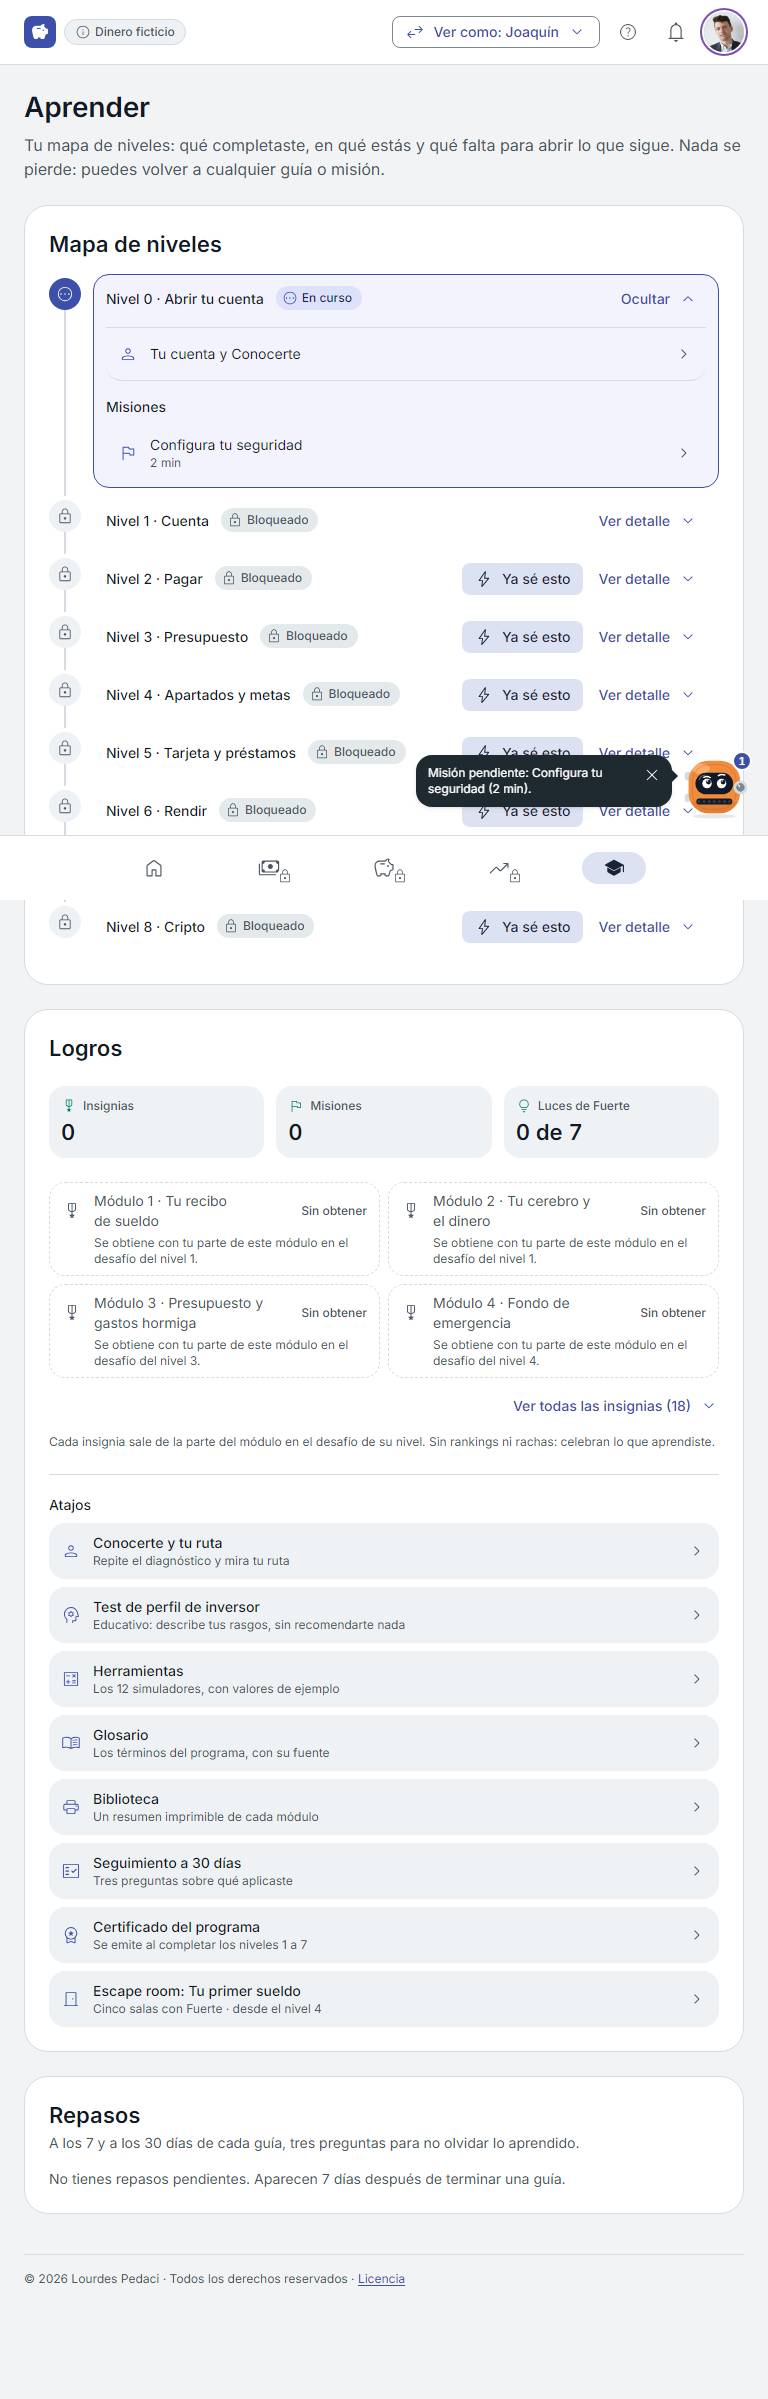 Dinero ficticio
Ver como: Joaquín
Aprender
Tu mapa de niveles: qué completaste, en qué estás y qué falta para abrir lo que sigue. Nada se
pierde: puedes volver a cualquier guía o misión.
Mapa de niveles
Nivel 0 · Abrir tu cuenta
En curso
Ocultar
Tu cuenta y Conocerte
Misiones
Configura tu seguridad
2 min
Nivel 1 · Cuenta
Bloqueado
Ver detalle
Nivel 2 · Pagar
Bloqueado
Ya sé esto
Ver detalle
Nivel 3 · Presupuesto
Bloqueado
Ya sé esto
Ver detalle
Nivel 4 · Apartados y metas
Bloqueado
Ya sé esto
Ver detalle
Nivel 5 · Tarjeta y préstamos
Bloqueado
Ya sé esto
Ver detalle
Misión pendiente: Configura tu
seguridad (2 min).
1
Nivel 6 · Rendir
Bloqueado
Ya sé esto
Ver detalle
Nivel 8 · Cripto
Bloqueado
Ya sé esto
Ver detalle
Logros
Insignias
0
Misiones
0
Luces de Fuerte
0 de 7
Módulo 1 · Tu recibo
de sueldo
Sin obtener
Se obtiene con tu parte de este módulo en el
desafío del nivel 1.
Módulo 2 · Tu cerebro y
el dinero
Sin obtener
Se obtiene con tu parte de este módulo en el
desafío del nivel 1.
Módulo 3 · Presupuesto y
gastos hormiga
Sin obtener
Se obtiene con tu parte de este módulo en el
desafío del nivel 3.
Módulo 4 · Fondo de
emergencia
Sin obtener
Se obtiene con tu parte de este módulo en el
desafío del nivel 4.
Ver todas las insignias (18)
Cada insignia sale de la parte del módulo en el desafío de su nivel. Sin rankings ni rachas: celebran lo que aprendiste.
Atajos
Conocerte y tu ruta
Repite el diagnóstico y mira tu ruta
Test de perfil de inversor
Educativo: describe tus rasgos, sin recomendarte nada
Herramientas
Los 12 simuladores, con valores de ejemplo
Glosario
Los términos del programa, con su fuente
Biblioteca
Un resumen imprimible de cada módulo
Seguimiento a 30 días
Tres preguntas sobre qué aplicaste
Certificado del programa
Se emite al completar los niveles 1 a 7
Escape room: Tu primer sueldo
Cinco salas con Fuerte · desde el nivel 4
Repasos
A los 7 y a los 30 días de cada guía, tres preguntas para no olvidar lo aprendido.
No tienes repasos pendientes. Aparecen 7 días después de terminar una guía.
© 2026 Lourdes Pedaci · Todos los derechos reservados · Licencia